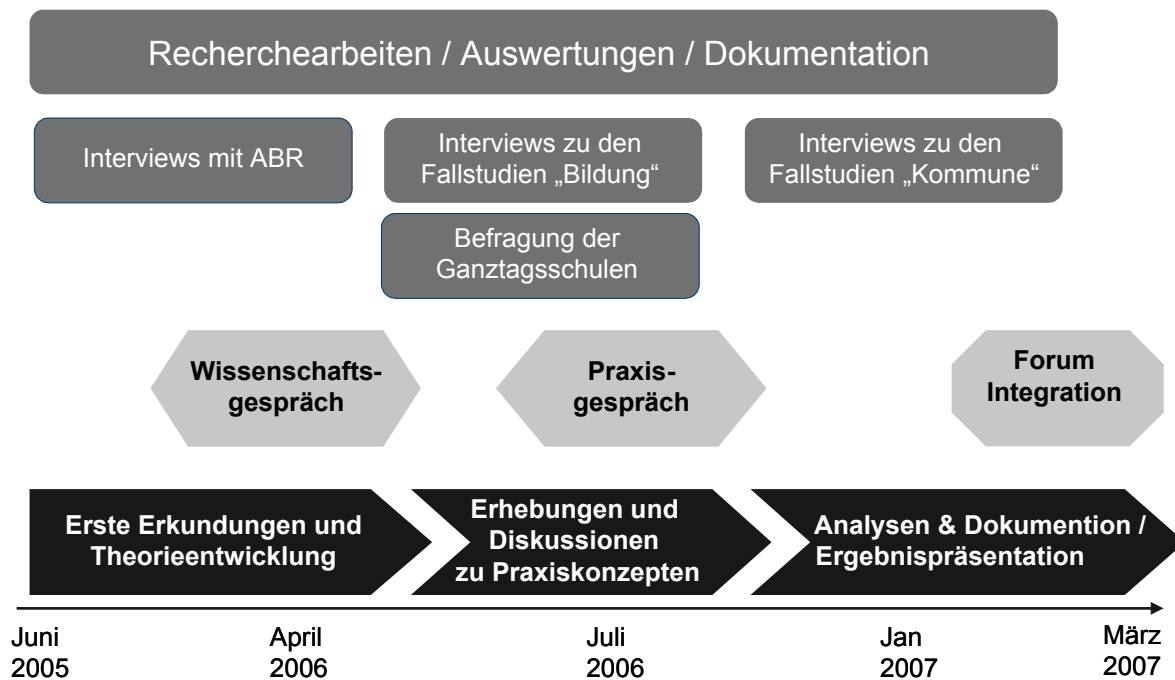 Recherchearbeiten / Auswertungen / Dokumentation
Interviews mit ABR
Interviews zu den
Fallstudien „Bildung“
Interviews zu den
Fallstudien „Kommune“
Befragung der
Ganztagsschulen
Wissenschafts-
gespräch
Praxis-
gespräch
Forum
Integration
Erste Erkundungen und
Theorieentwicklung
Erhebungen und
Diskussionen
zu Praxiskonzepten
Analysen & Dokumention /
Ergebnispräsentation
Juni
2005
April
2006
Juli
2006
Jan
2007
März
2007